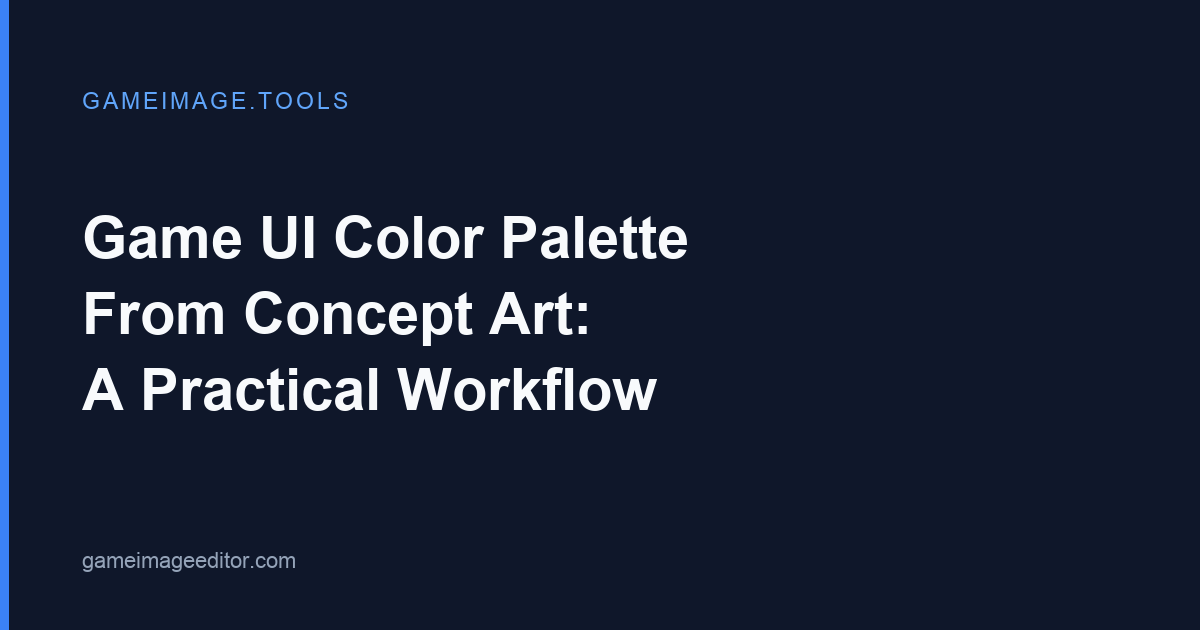 GAMEIMAGE.TOOLS
Game UI Color Palette
From Concept Art:
A Practical Workflow
gameimageeditor.com